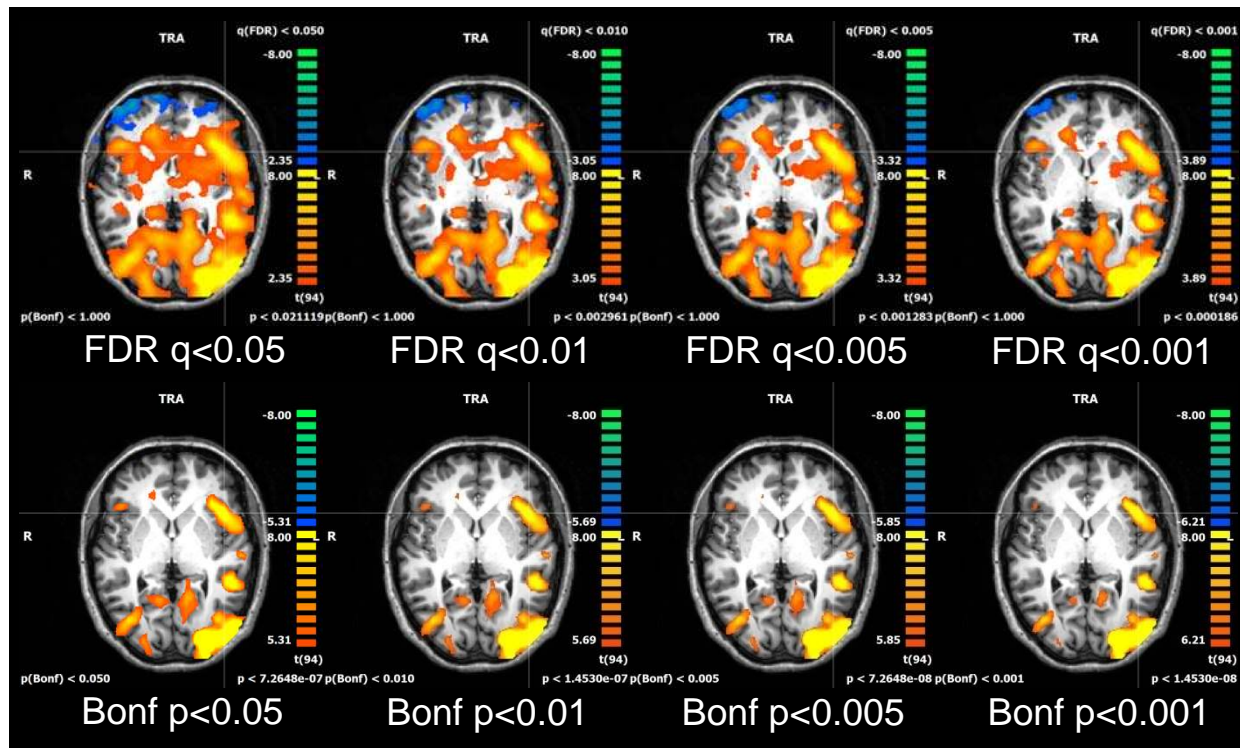 TRA q(FDR) < 0.050 TRA q(FDR) < 0.010 TRA q(FDR) < 0.005 TRA q(FDR) < 0.001
-8.00 -8.00 -8.00 -8.00
-2.35 -3.05 -3.32 -3.89
R 8.00 R 8.00 R 8.00 R 8.00
2.35 3.05 3.32 3.89
t(94) t(94) t(94) t(94)
p(Bonf) < 1.000 p < 0.021119 p(Bonf) < 1.000 p < 0.002961 p(Bonf) < 1.000 p < 0.001283 p(Bonf) < 1.000 p < 0.000186
FDR q<0.05 FDR q<0.01 FDR q<0.005 FDR q<0.001
TRA TRA TRA TRA
-8.00 -8.00 -8.00 -8.00
-5.31 -5.69 -5.85 -6.21
R 8.00 R 8.00 R 8.00 R 8.00
5.31 5.69 5.85 6.21
t(94) t(94) t(94) t(94)
p(Bonf) < 0.050 p < 7.2648e-07 p(Bonf) < 0.010 p < 1.4530e-07 p(Bonf) < 0.005 p < 7.2648e-08 p(Bonf) < 0.001 p < 1.4530e-08
Bonf p<0.05 Bonf p<0.01 Bonf p<0.005 Bonf p<0.001